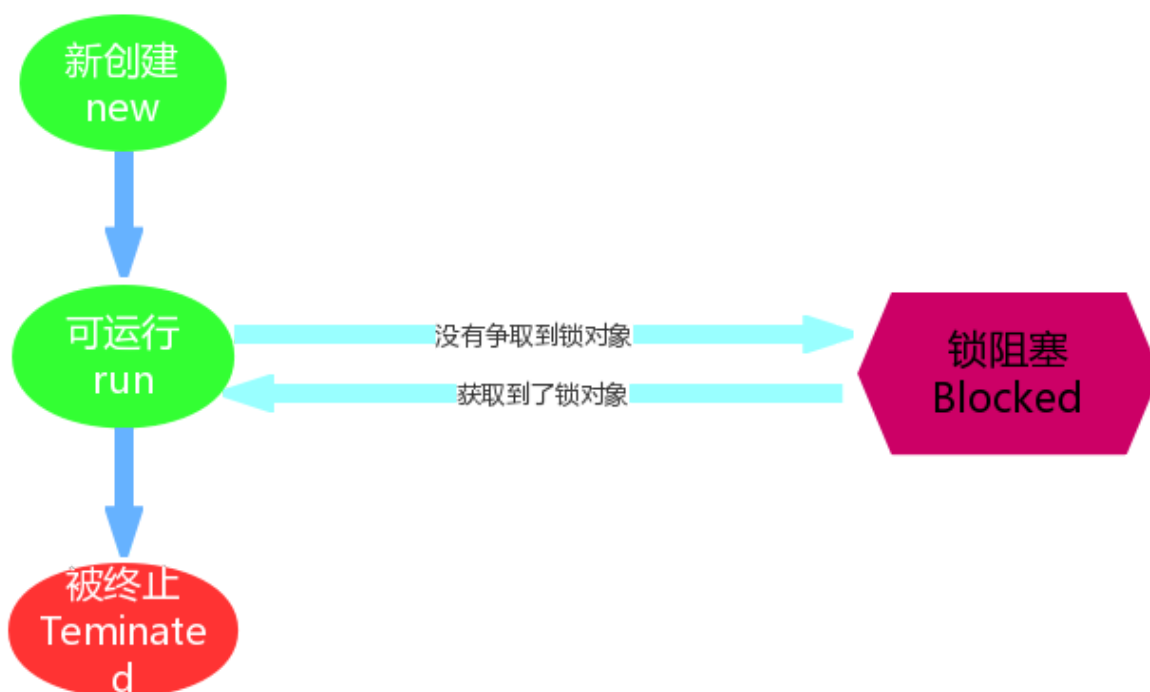 新创建
new
可运行
run
没有争取到锁对象
获取到了锁对象
锁阻塞
Blocked
被终止
Teminate
d